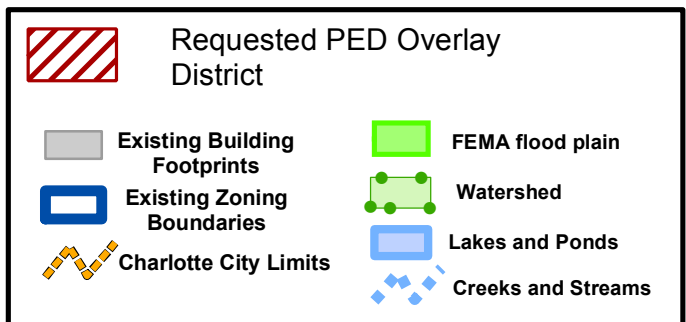 Requested PED Overlay
District
Existing Building
Footprints
Existing Zoning
Boundaries
Charlotte City Limits
FEMA flood plain
Watershed
Lakes and Ponds
Creeks and Streams